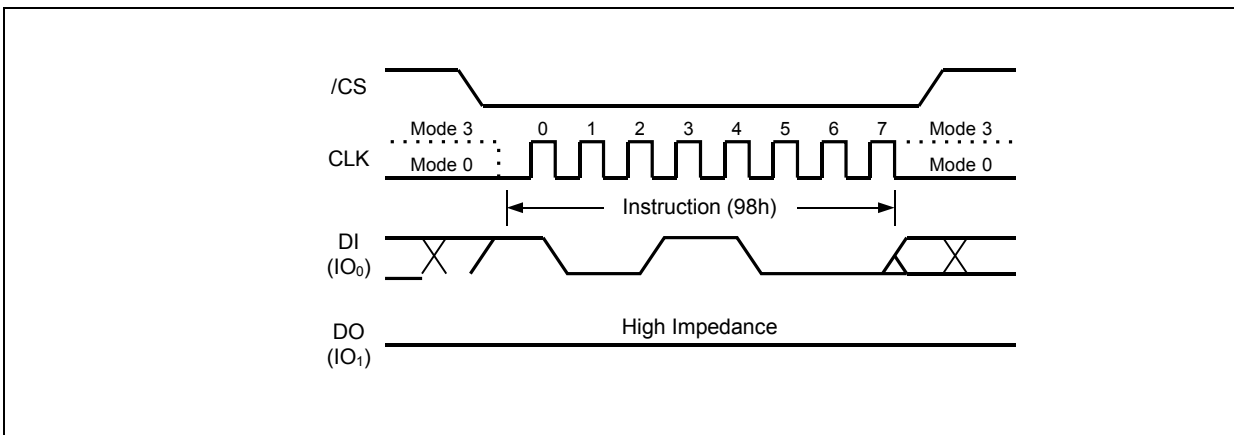 /CS
Mode 3 0 1 2 3 4 5 6 7 Mode 3
CLK
Mode 0 Mode 0
Instruction (98h)
DI
(IO₀)
High Impedance
DO
(IO₁)